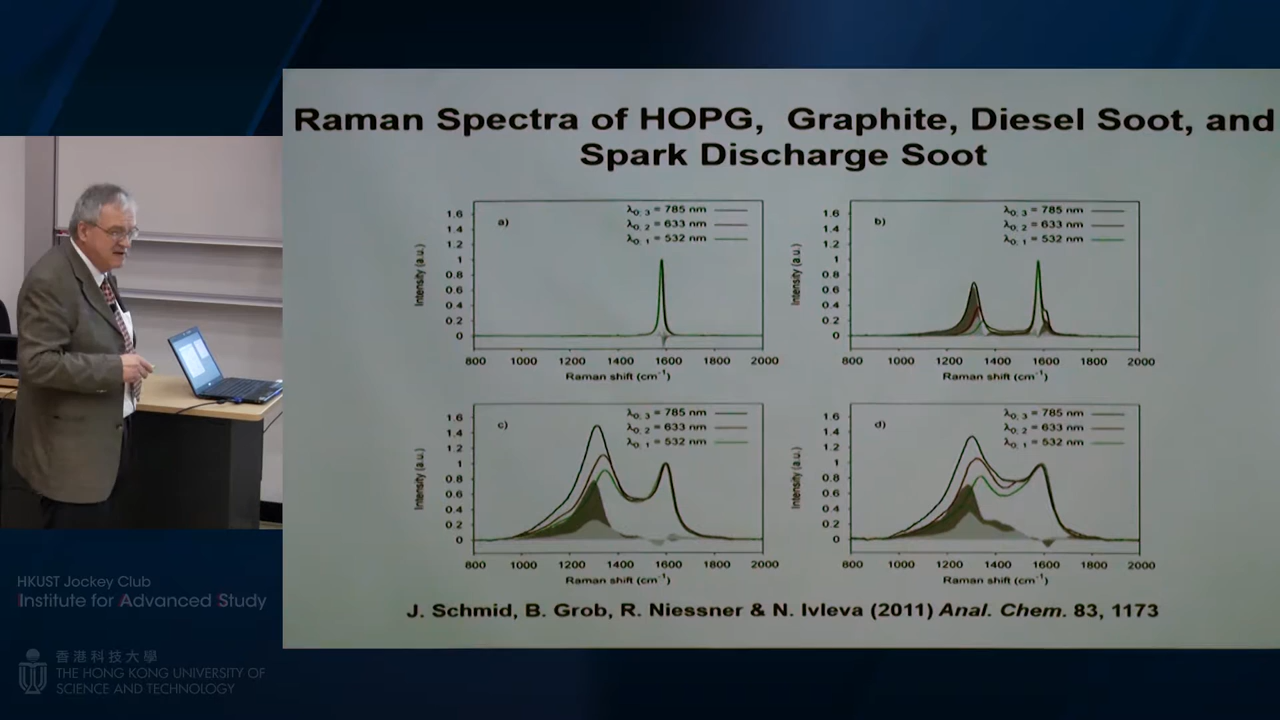 Raman Spectra of HOPG, Graphite, Diesel Soot, and
Spark Discharge Soot
a)
λ0, 3 = 785 nm
λ0, 2 = 633 nm
λ0, 1 = 532 nm
1.6
1.4
1.2
1
0.8
0.6
0.4
0.2
0
Intensity (a.u.)
800 1000 1200 1400 1600 1800 2000
Raman shift (cm⁻¹)
b)
λ0, 3 = 785 nm
λ0, 2 = 633 nm
λ0, 1 = 532 nm
1.6
1.4
1.2
1
0.8
0.6
0.4
0.2
0
Intensity (a.u.)
800 1000 1200 1400 1600 1800 2000
Raman shift (cm⁻¹)
c)
λ0, 3 = 785 nm
λ0, 2 = 633 nm
λ0, 1 = 532 nm
1.6
1.4
1.2
1
0.8
0.6
0.4
0.2
0
Intensity (a.u.)
800 1000 1200 1400 1600 1800 2000
Raman shift (cm⁻¹)
d)
λ0, 3 = 785 nm
λ0, 2 = 633 nm
λ0, 1 = 532 nm
1.6
1.4
1.2
1
0.8
0.6
0.4
0.2
0
Intensity (a.u.)
800 1000 1200 1400 1600 1800 2000
Raman shift (cm⁻¹)
J. Schmid, B. Grob, R. Niessner & N. Ivleva (2011) Anal. Chem. 83, 1173
HKUST Jockey Club
Institute for Advanced Study
香港科技大學
THE HONG KONG UNIVERSITY OF
SCIENCE AND TECHNOLOGY